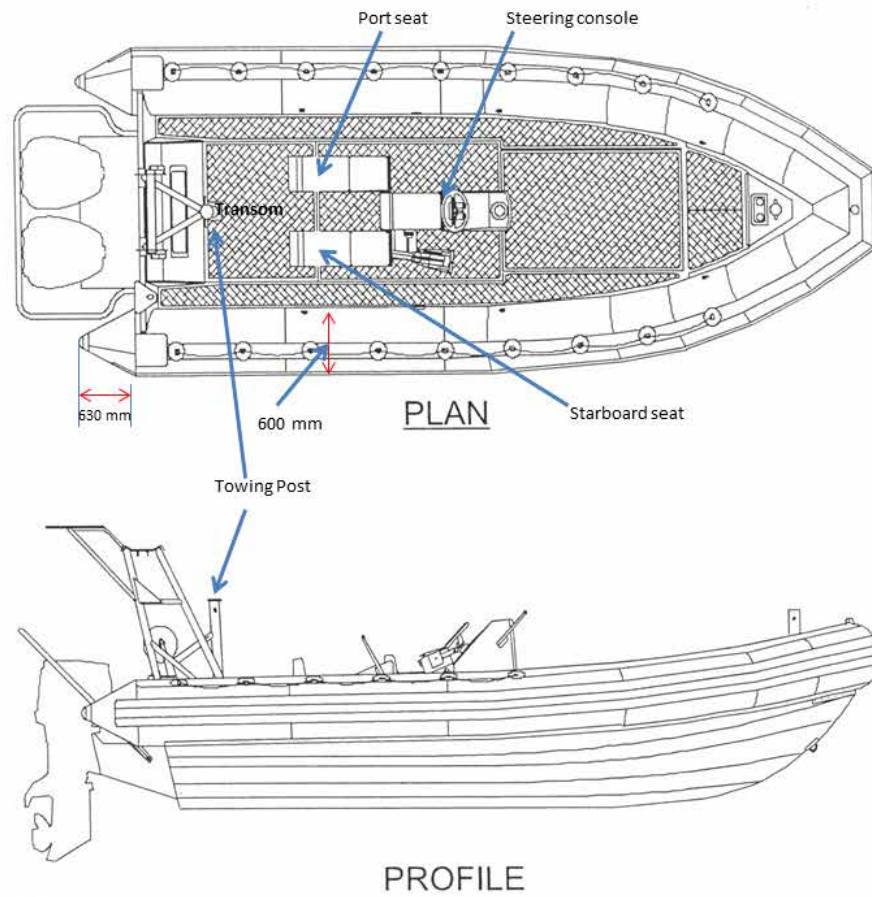 Port seat
Steering console
Transom
630 mm
600 mm
PLAN
Starboard seat
Towing Post
PROFILE